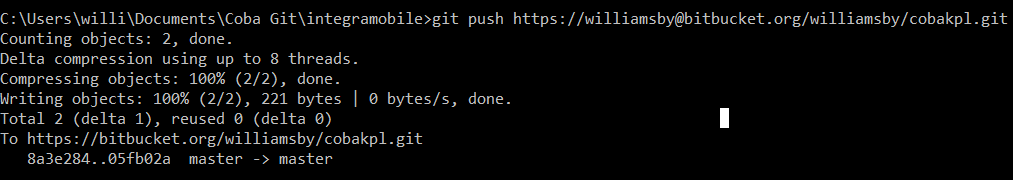 C:\Users\willi\Documents\Coba Git\integramobile>git push https://williamsby@bitbucket.org/williamsby/cobakpl.git
Counting objects: 2, done.
Delta compression using up to 8 threads.
Compressing objects: 100% (2/2), done.
Writing objects: 100% (2/2), 221 bytes | 0 bytes/s, done.
Total 2 (delta 1), reused 0 (delta 0)
To https://bitbucket.org/williamsby/cobakpl.git
   8a3e284..05fb02a  master -> master